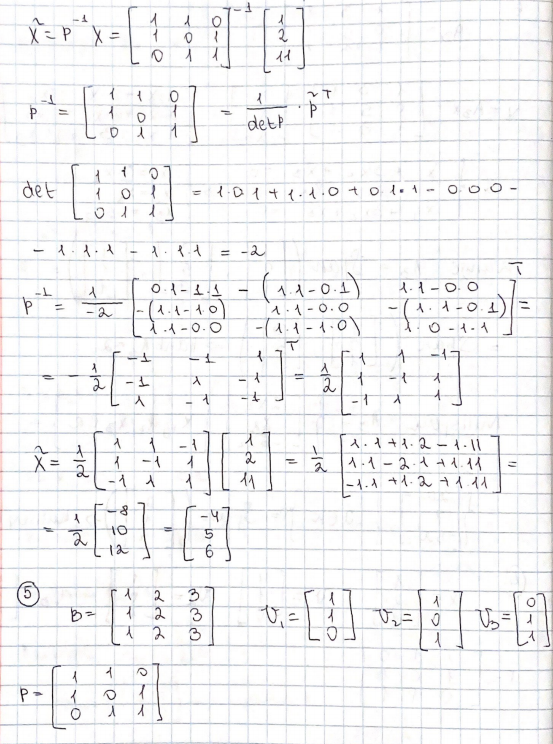 x̃ = P⁻¹ X = [1 1 0; 1 0 1; 0 1 1]⁻¹ [1; 2; 11]
P⁻¹ = [1 1 0; 1 0 1; 0 1 1] = 1/detP · P̃ᵀ
det [1 1 0; 1 0 1; 0 1 1] = 1·0·1 + 1·1·0 + 0·1·1 - 0·0·0 -
- 1·1·1 - 1·1·1 = -2
P⁻¹ = 1/-2 [0·1-1·1 -(1·1-0·1) 1·1-0·0; -(1·1-1·0) 1·1-0·0 -(1·1-0·1); 1·1-0·0 -(1·1-1·0) 1·0-1·1]ᵀ =
= -1/2 [-1 -1 1; -1 1 -1; 1 -1 -1]ᵀ = 1/2 [1 1 -1; 1 -1 1; -1 1 1]
x̃ = 1/2 [1 1 -1; 1 -1 1; -1 1 1] [1; 2; 11] = 1/2 [1·1+1·2-1·11; 1·1-2·1+1·11; -1·1+1·2+1·11] =
= 1/2 [-8; 10; 12] = [-4; 5; 6]
⑤ B = [1 2 3; 1 2 3; 1 2 3] V₁ = [1; 1; 0] V₂ = [1; 0; 1] V₃ = [0; 1; 1]
P = [1 1 0; 1 0 1; 0 1 1]